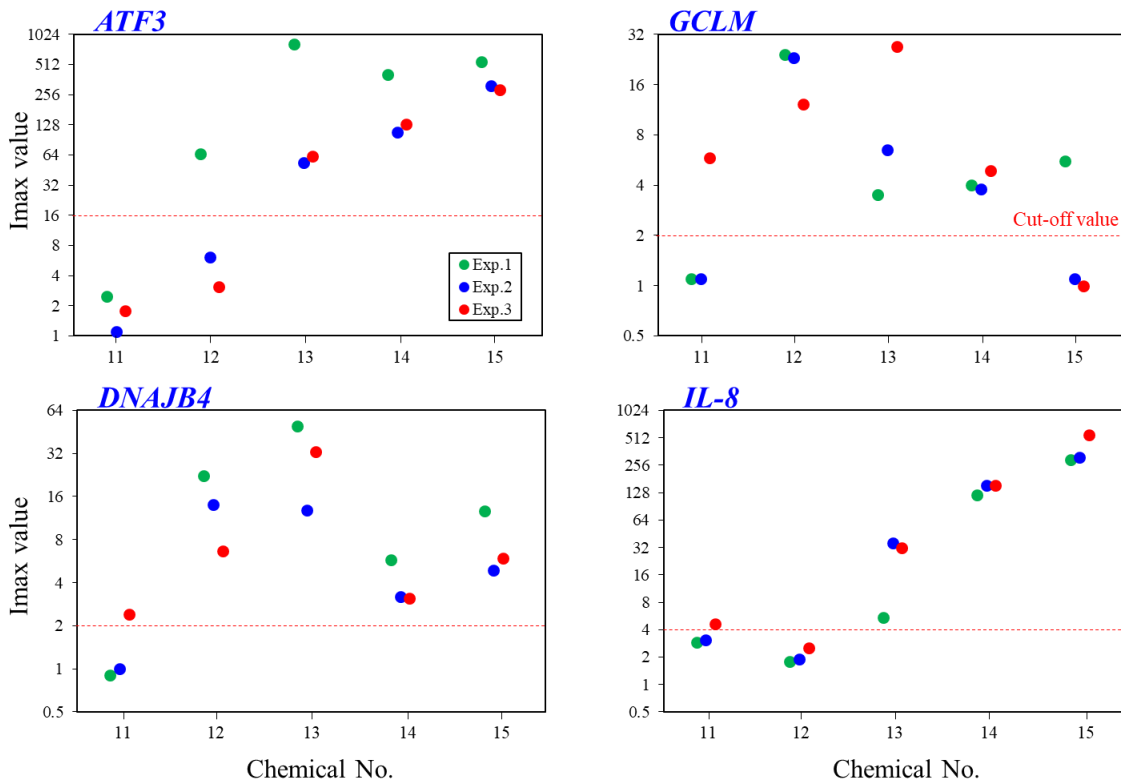 ATF3
GCLM
Imax value
1024
512
256
128
64
32
16
8
4
2
1
11 12 13 14 15
Exp.1
Exp.2
Exp.3
32
16
8
4
2
1
0.5
Cut-off value
11 12 13 14 15
DNAJB4
IL-8
Imax value
64
32
16
8
4
2
1
0.5
11 12 13 14 15
Chemical No.
1024
512
256
128
64
32
16
8
4
2
1
0.5
11 12 13 14 15
Chemical No.